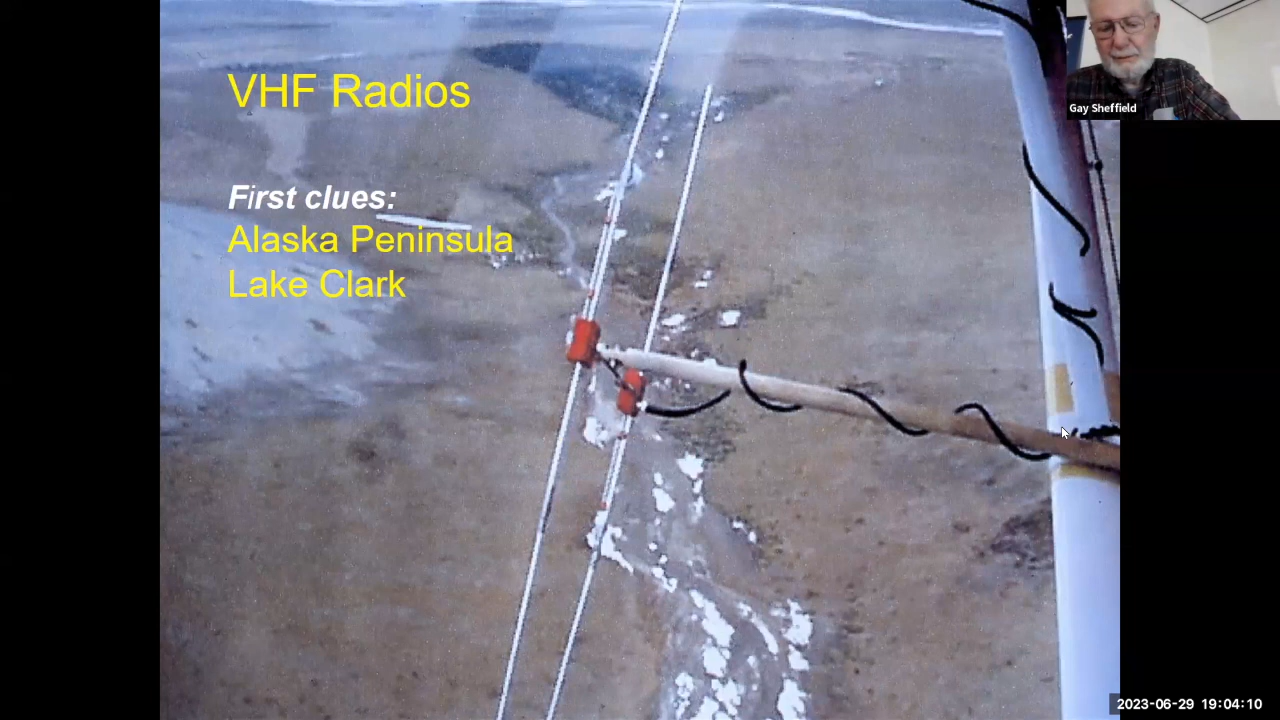 VHF Radios
First clues:
Alaska Peninsula
Lake Clark
Gay Sheffield
2023-06-29 19:04:10